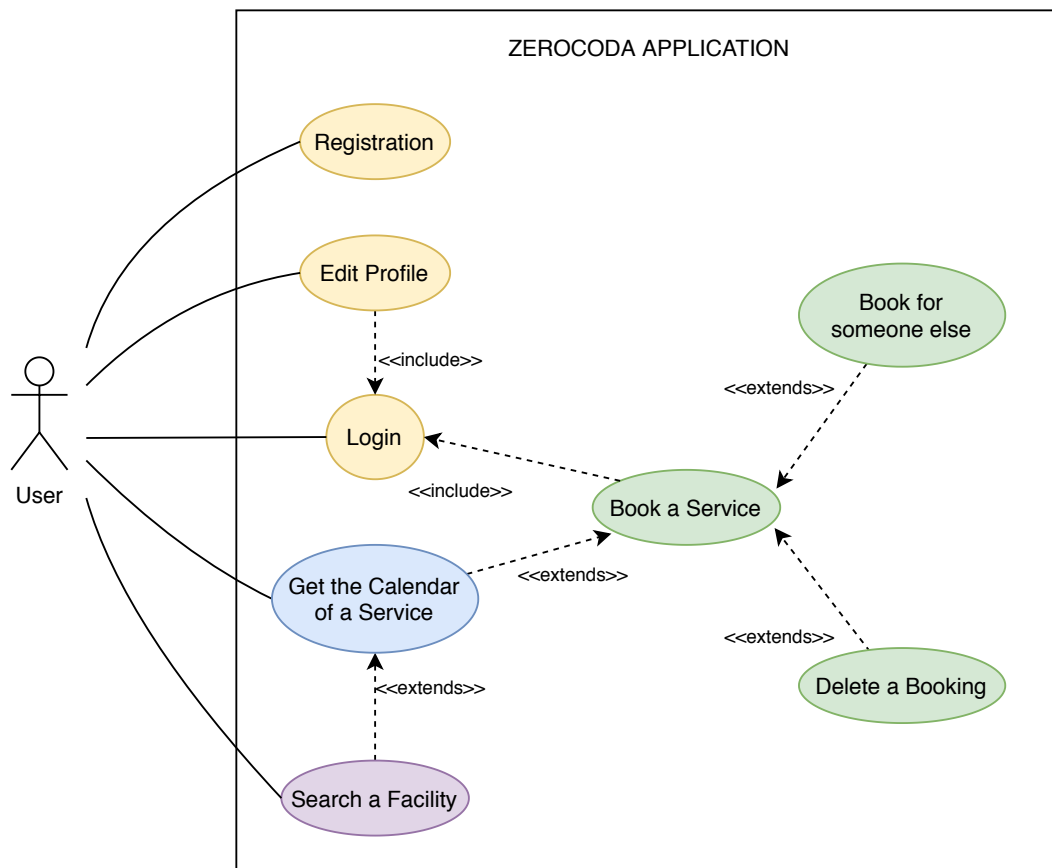 ZEROCODA APPLICATION
Registration
Edit Profile
<<include>>
Book for
someone else
<<extends>>
Login
<<include>>
User
Book a Service
<<extends>>
Get the Calendar
of a Service
<<extends>>
<<extends>>
Delete a Booking
Search a Facility